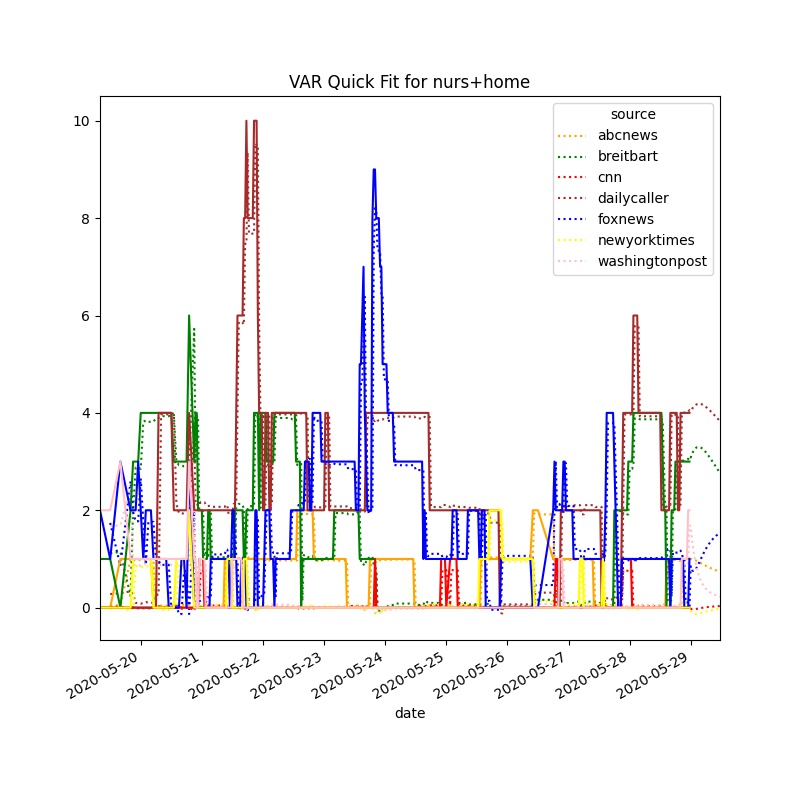 VAR Quick Fit for nurs+home
source
abcnews
breitbart
cnn
dailycaller
foxnews
newyorktimes
washingtonpost
10
8
6
4
2
0
2020-05-20
2020-05-21
2020-05-22
2020-05-23
2020-05-24
2020-05-25
2020-05-26
2020-05-27
2020-05-28
2020-05-29
date